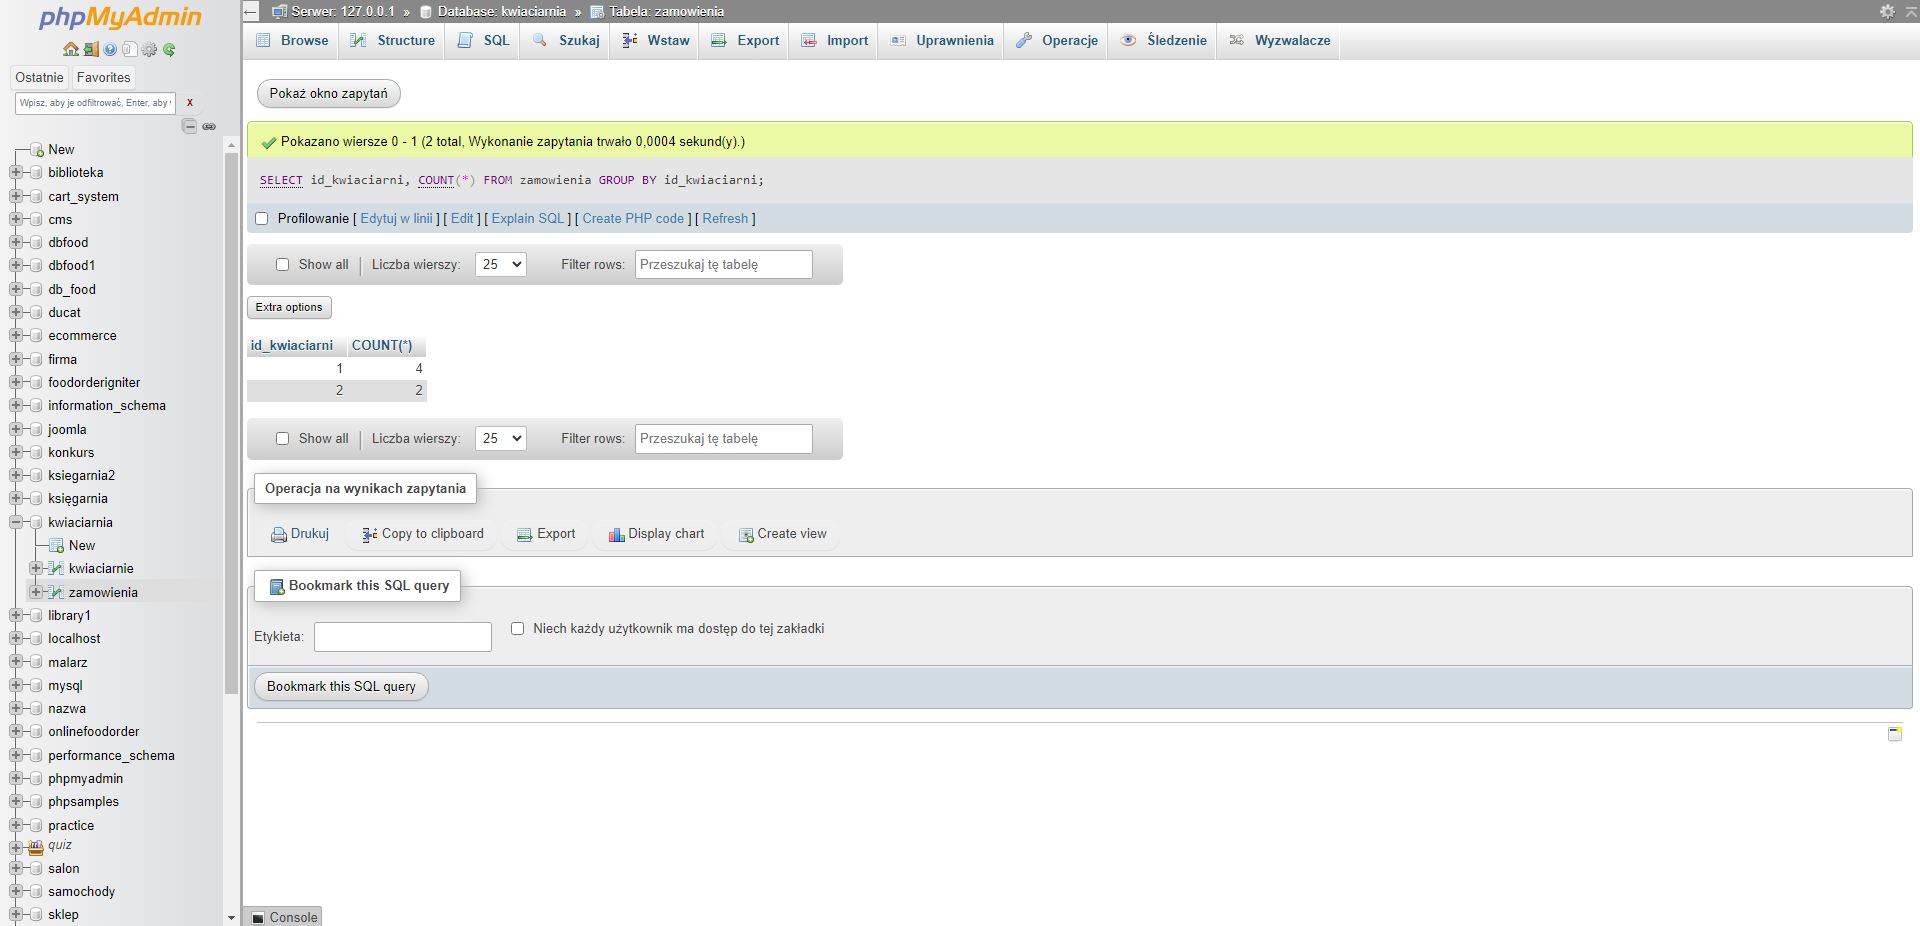 phpMyAdmin
Ostatnie Favorites
Wpisz, aby je odfiltrować, Enter, aby X
New
biblioteka
cart_system
cms
dbfood
dbfood1
db_food
ducat
ecommerce
firma
foodorderigniter
information_schema
joomla
konkurs
ksiegarnia2
księgarnia
kwiaciarnia
New
kwiaciarnie
zamowienia
library1
localhost
malarz
mysql
nazwa
onlinefoodorder
performance_schema
phpmyadmin
phpsamples
practice
quiz
salon
samochody
sklep
Serwer: 127.0.0.1 » Database: kwiaciarnia » Tabela: zamowienia
Browse Structure SQL Szukaj Wstaw Export Import Uprawnienia Operacje Śledzenie Wyzwalacze
Pokaż okno zapytań
Pokazano wiersze 0 - 1 (2 total, Wykonanie zapytania trwało 0,0004 sekund(y).)
SELECT id_kwiaciarni, COUNT(*) FROM zamowienia GROUP BY id_kwiaciarni;
Profilowanie [ Edytuj w linii ] [ Edit ] [ Explain SQL ] [ Create PHP code ] [ Refresh ]
Show all | Liczba wierszy: 25 Filter rows: Przeszukaj tę tabelę
Extra options
id_kwiaciarni COUNT(*)
1 4
2 2
Show all | Liczba wierszy: 25 Filter rows: Przeszukaj tę tabelę
Operacja na wynikach zapytania
Drukuj Copy to clipboard Export Display chart Create view
Bookmark this SQL query
Etykieta: Niech każdy użytkownik ma dostęp do tej zakładki
Bookmark this SQL query
Console